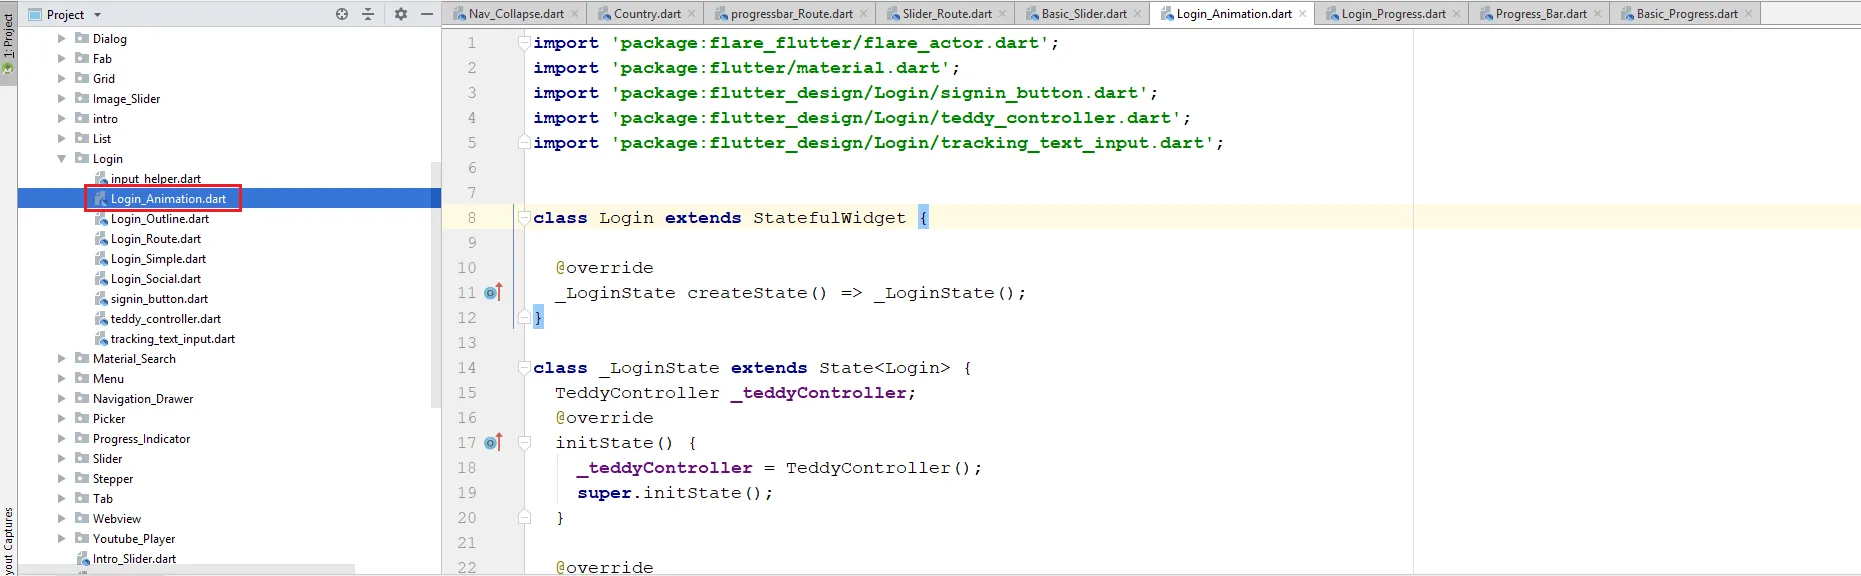 Project
Nav_Collapse.dart
Country.dart
progressbar_Route.dart
Slider_Route.dart
Basic_Slider.dart
Login_Animation.dart
Login_Progress.dart
Progress_Bar.dart
Basic_Progress.dart
1: Project
Dialog
Fab
Grid
Image_Slider
intro
List
Login
input_helper.dart
Login_Animation.dart
Login_Outline.dart
Login_Route.dart
Login_Simple.dart
Login_Social.dart
signin_button.dart
teddy_controller.dart
tracking_text_input.dart
Material_Search
Menu
Navigation_Drawer
Picker
Progress_Indicator
Slider
Stepper
Tab
Webview
Youtube_Player
Intro_Slider.dart
yout Captures
1 import 'package:flare_flutter/flare_actor.dart';
2 import 'package:flutter/material.dart';
3 import 'package:flutter_design/Login/signin_button.dart';
4 import 'package:flutter_design/Login/teddy_controller.dart';
5 import 'package:flutter_design/Login/tracking_text_input.dart';
6
7
8 class Login extends StatefulWidget {
9
10 @override
11 _LoginState createState() => _LoginState();
12 }
13
14 class _LoginState extends State<Login> {
15 TeddyController _teddyController;
16 @override
17 initState() {
18 _teddyController = TeddyController();
19 super.initState();
20 }
21
22 @override